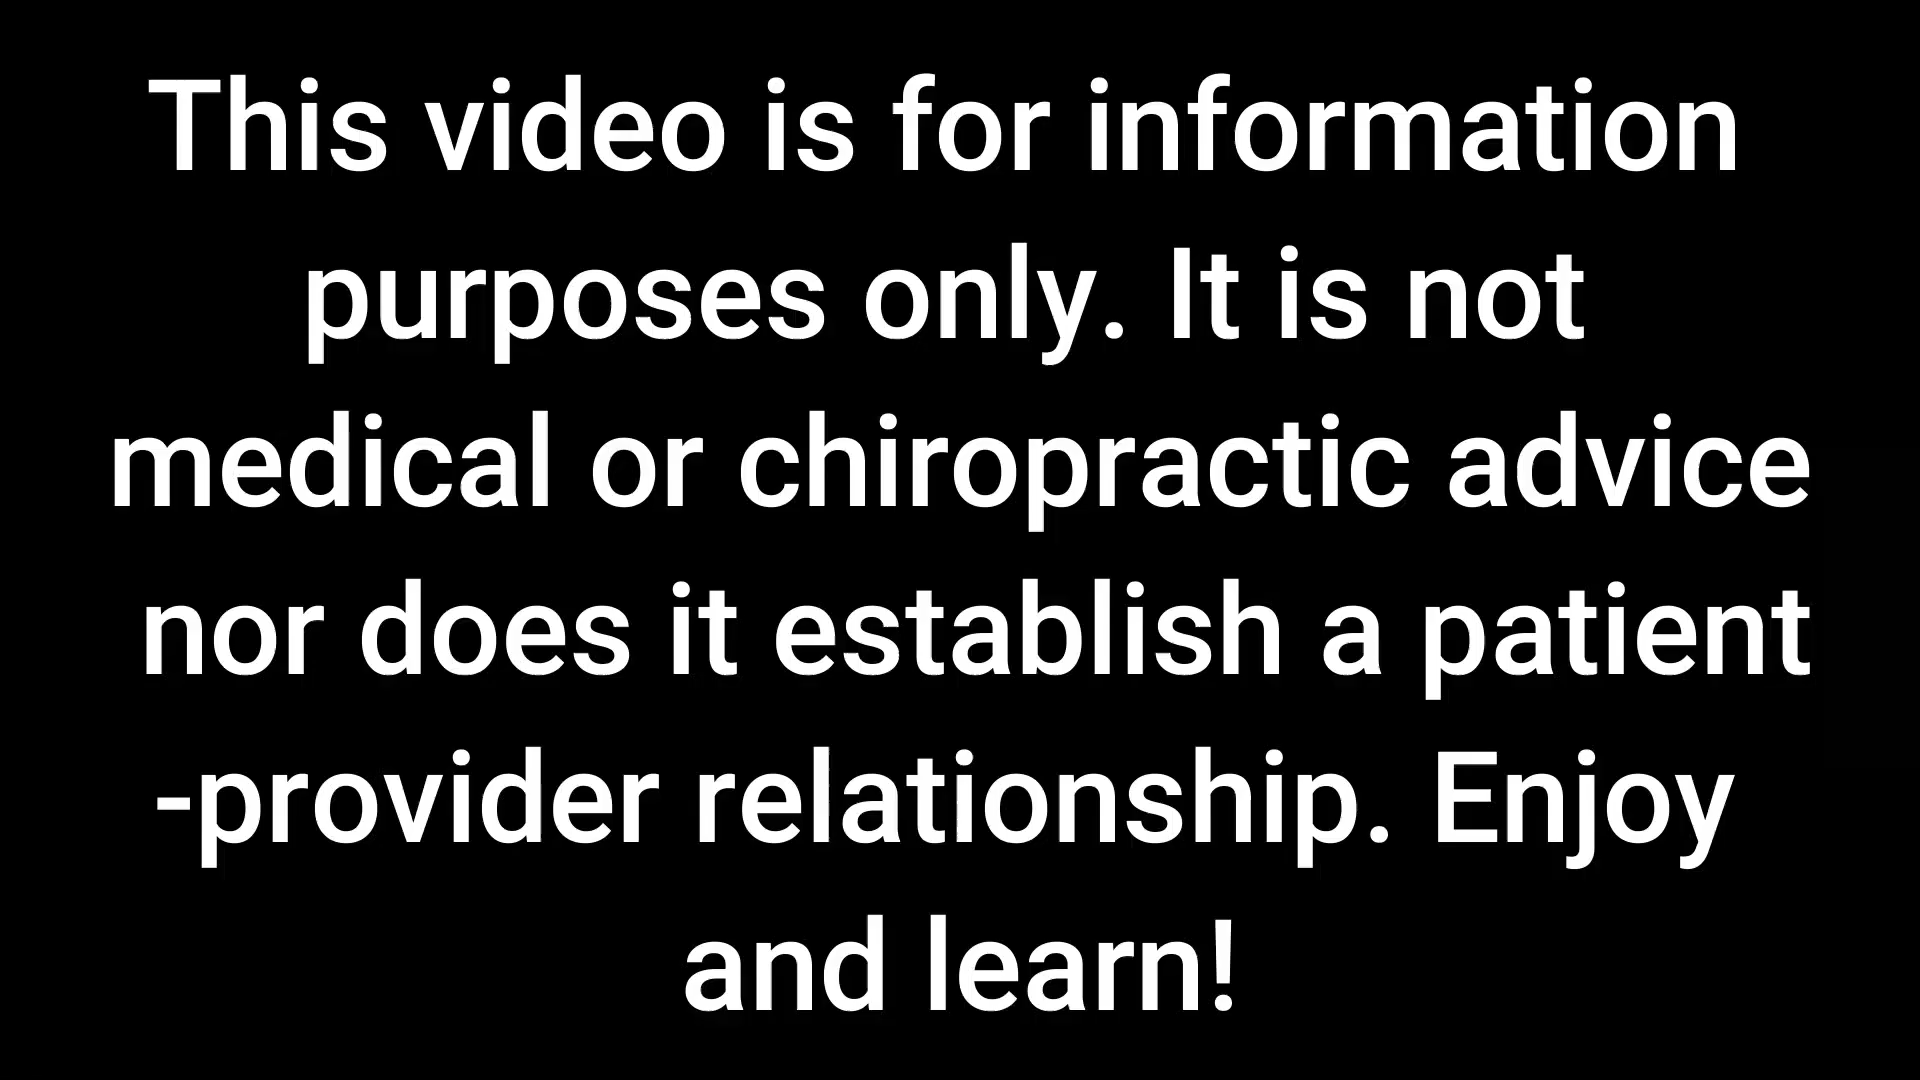 This video is for information
purposes only. It is not
medical or chiropractic advice
nor does it establish a patient
-provider relationship. Enjoy
and learn!